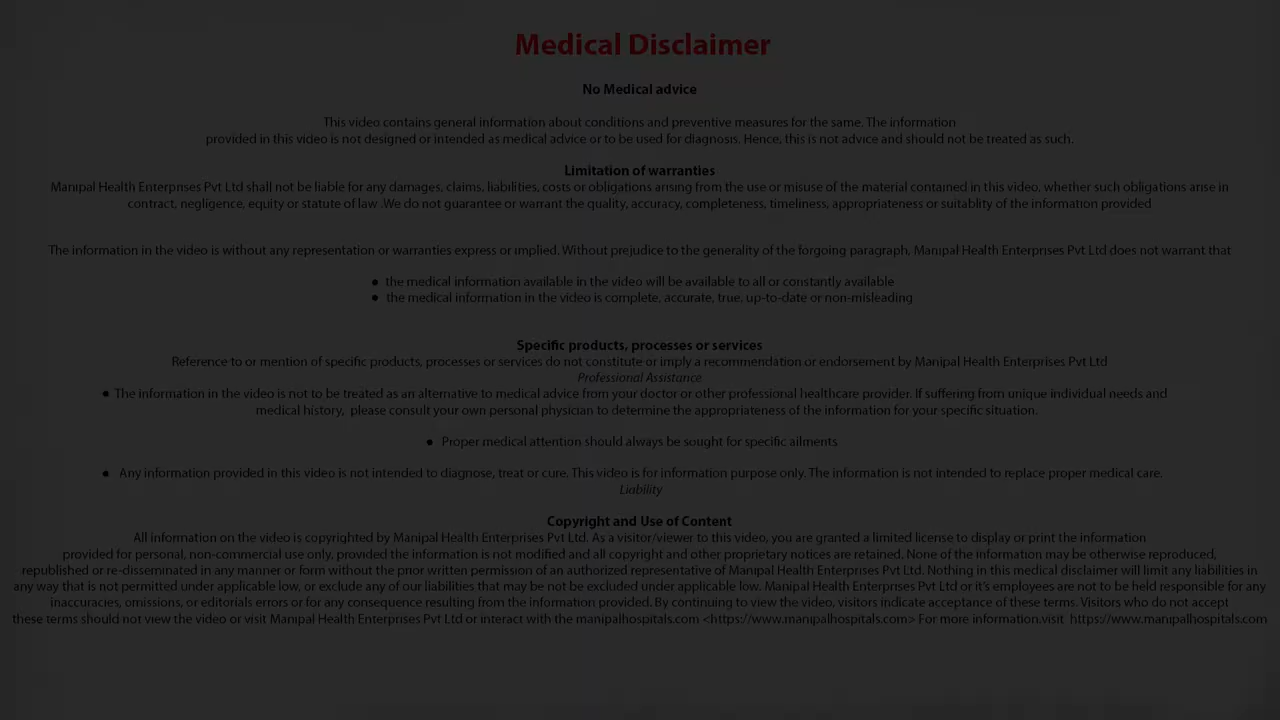 Medical Disclaimer
No Medical advice
This video contains general information about conditions and preventive measures for the same. The information
provided in this video is not designed or intended as medical advice or to be used for diagnosis. Hence, this is not advice and should not be treated as such.
Limitation of warranties
Manipal Health Enterprises Pvt Ltd shall not be liable for any damages, claims, liabilities, costs or obligations arising from the use or misuse of the material contained in this video, whether such obligations arise in
contract, negligence, equity or statute of law .We do not guarantee or warrant the quality, accuracy, completeness, timeliness, appropriateness or suitablity of the information provided
The information in the video is without any representation or warranties express or implied. Without prejudice to the generality of the forgoing paragraph, Manipal Health Enterprises Pvt Ltd does not warrant that
● the medical information available in the video will be available to all or constantly available
● the medical information in the video is complete, accurate, true, up-to-date or non-misleading
Specific products, processes or services
Reference to or mention of specific products, processes or services do not constitute or imply a recommendation or endorsement by Manipal Health Enterprises Pvt Ltd
Professional Assistance
● The information in the video is not to be treated as an alternative to medical advice from your doctor or other professional healthcare provider. If suffering from unique individual needs and
medical history, please consult your own personal physician to determine the appropriateness of the information for your specific situation.
● Proper medical attention should always be sought for specific ailments
● Any information provided in this video is not intended to diagnose, treat or cure. This video is for information purpose only. The information is not intended to replace proper medical care.
Liability
Copyright and Use of Content
All information on the video is copyrighted by Manipal Health Enterprises Pvt Ltd. As a visitor/viewer to this video, you are granted a limited license to display or print the information
provided for personal, non-commercial use only, provided the information is not modified and all copyright and other proprietary notices are retained. None of the information may be otherwise reproduced,
republished or re-disseminated in any manner or form without the prior written permission of an authorized representative of Manipal Health Enterprises Pvt Ltd. Nothing in this medical disclaimer will limit any liabilities in
any way that is not permitted under applicable low, or exclude any of our liabilities that may be not be excluded under applicable low. Manipal Health Enterprises Pvt Ltd or it's employees are not to be held responsible for any
inaccuracies, omissions, or editorials errors or for any consequence resulting from the information provided. By continuing to view the video, visitors indicate acceptance of these terms. Visitors who do not accept
these terms should not view the video or visit Manipal Health Enterprises Pvt Ltd or interact with the manipalhospitals.com <https://www.manipalhospitals.com> For more information.visit https://www.manipalhospitals.com